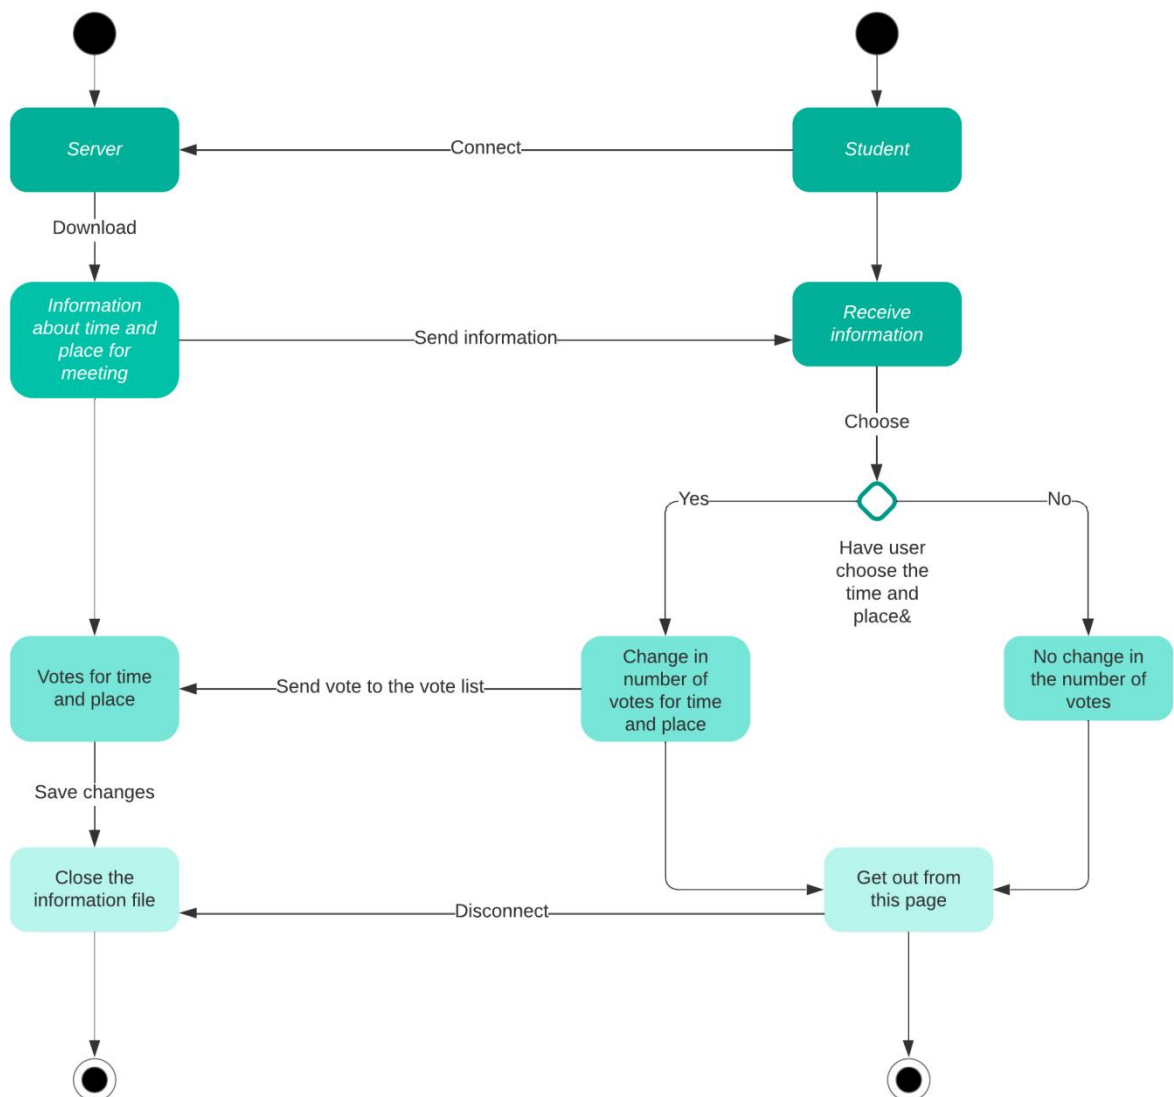 Server
Connect
Student
Download
Information
about time and
place for
meeting
Send information
Receive
information
Choose
Yes
No
Have user
choose the
time and
place&
Votes for time
and place
Send vote to the vote list
Change in
number of
votes for time
and place
No change in
the number of
votes
Save changes
Close the
information file
Disconnect
Get out from
this page